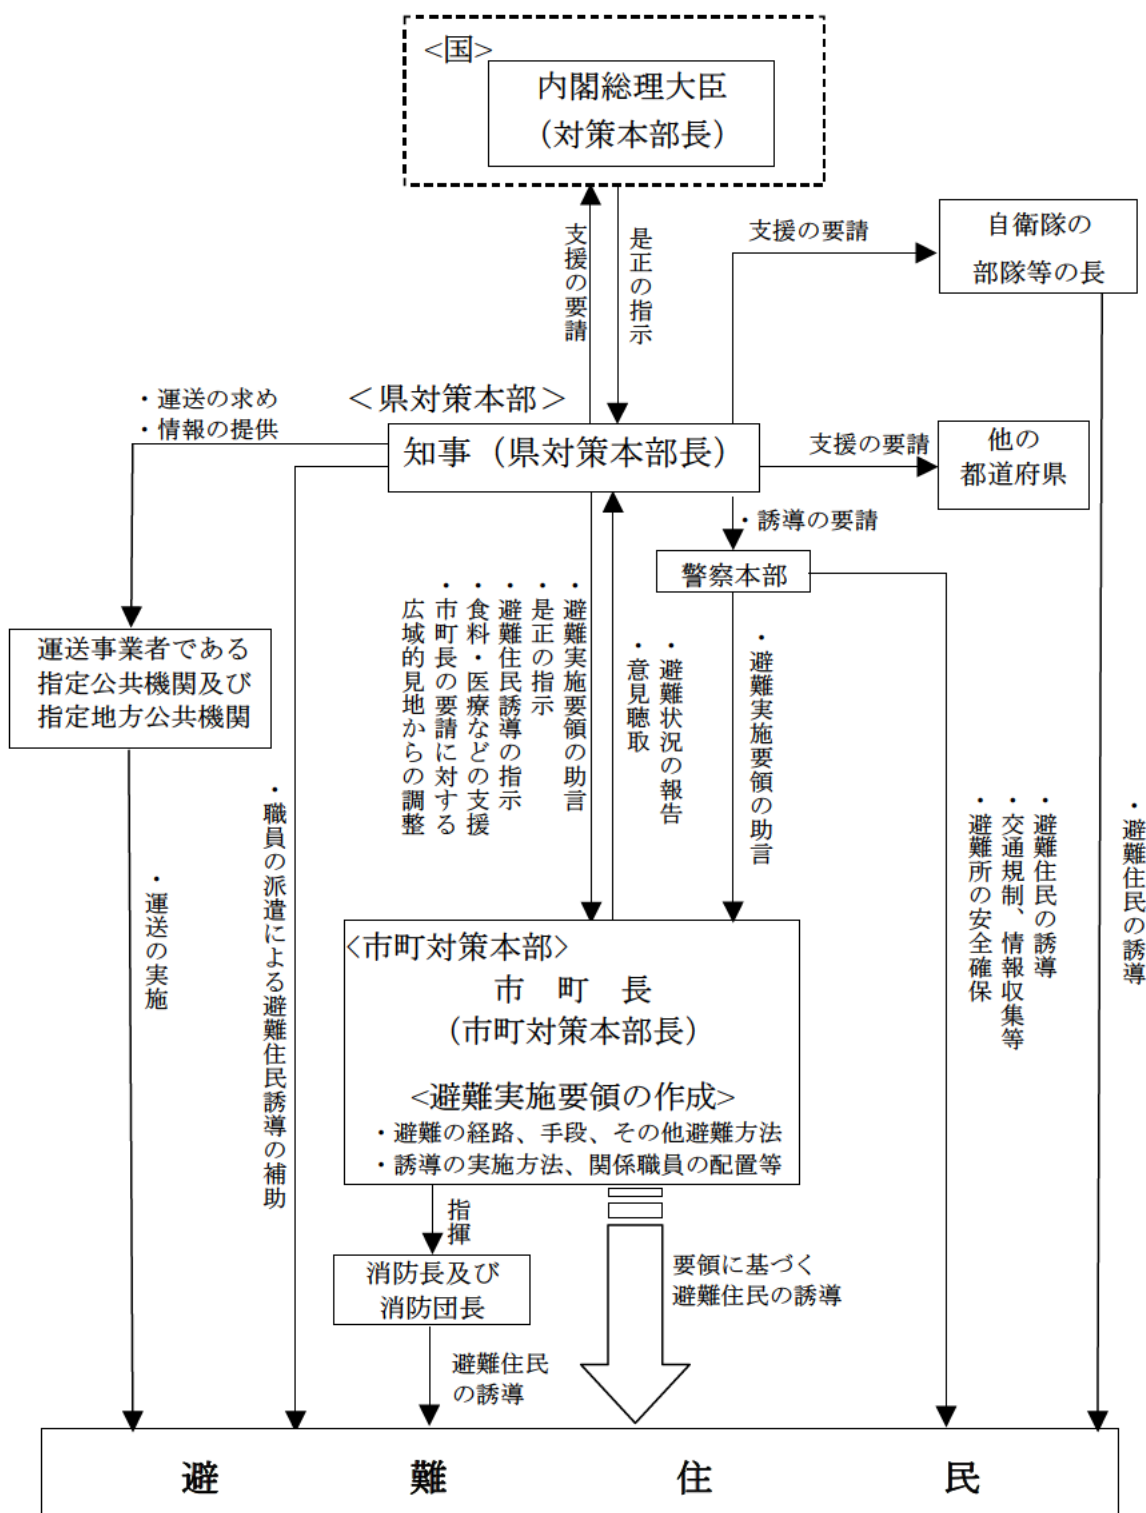 <国>
内閣総理大臣
（対策本部長）
支援の要請
是正の指示
支援の要請
自衛隊の
部隊等の長
・運送の求め
・情報の提供
＜県対策本部＞
知事（県対策本部長）
支援の要請
他の
都道府県
・誘導の要請
警察本部
運送事業者である
指定公共機関及び
指定地方公共機関
・避難実施要領の助言
・是正の指示
・避難住民誘導の指示
・食料・医療などの支援
・市町長の要請に対する
広域的見地からの調整
・避難状況の報告
・意見聴取
・避難実施要領の助言
・避難住民の誘導
・交通規制、情報収集等
・避難所の安全確保
・避難住民の誘導
・運送の実施
・職員の派遣による避難住民誘導の補助
<市町対策本部>
市　町　長
（市町対策本部長）
<避難実施要領の作成>
・避難の経路、手段、その他避難方法
・誘導の実施方法、関係職員の配置等
指揮
消防長及び
消防団長
要領に基づく
避難住民の誘導
避難住民
の誘導
避　難　住　民